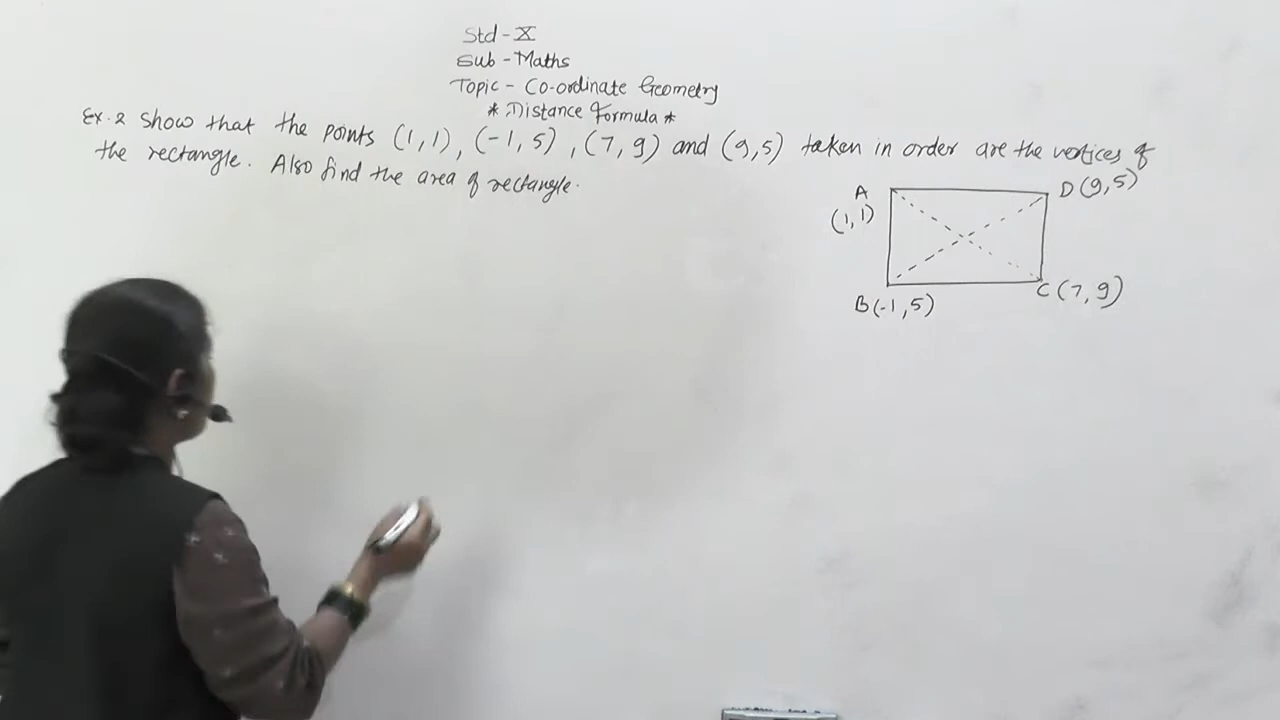 Std - X
Sub - Maths
Topic - Co-ordinate Geometry
* Distance Formula *
Ex. 2 Show that the points (1, 1), (-1, 5), (7, 9) and (9, 5) taken in order are the vertices of
the rectangle. Also find the area of rectangle.
A
(1, 1)
D (9, 5)
B (-1, 5)
C (7, 9)